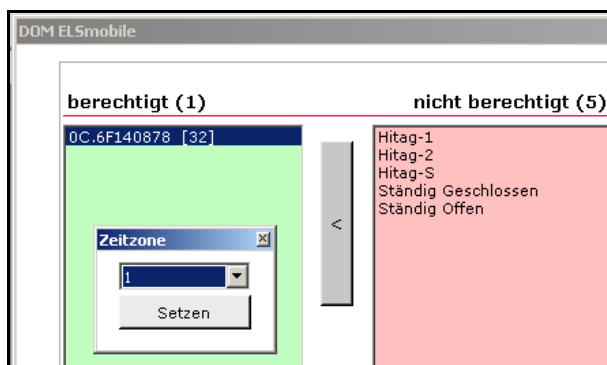 DOM ELSmobile
berechtigt (1)
nicht berechtigt (5)
0C.6F140878 [32]
Hitag-1
Hitag-2
Hitag-S
Ständig Geschlossen
Ständig Offen
<
Zeitzone
1
Setzen